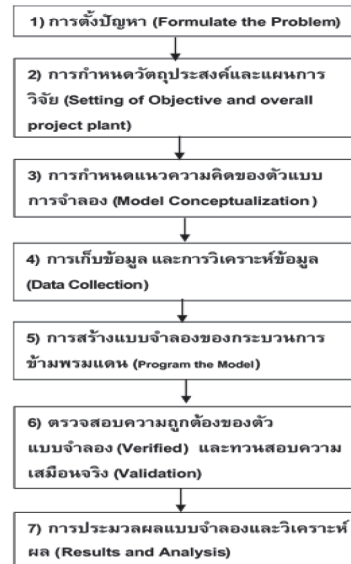 1) การตั้งปัญหา (Formulate the Problem)
2) การกำหนดวัตถุประสงค์และแผนการ
วิจัย (Setting of Objective and overall
project plant)
3) การกำหนดแนวความคิดของตัวแบบ
การจำลอง (Model Conceptualization)
4) การเก็บข้อมูล และการวิเคราะห์ข้อมูล
(Data Collection)
5) การสร้างแบบจำลองของกระบวนการ
ข้ามพรมแดน (Program the Model)
6) ตรวจสอบความถูกต้องของตัว
แบบจำลอง (Verified) และทวนสอบความ
เสมือนจริง (Validation)
7) การประมวลผลแบบจำลองและวิเคราะห์
ผล (Results and Analysis)